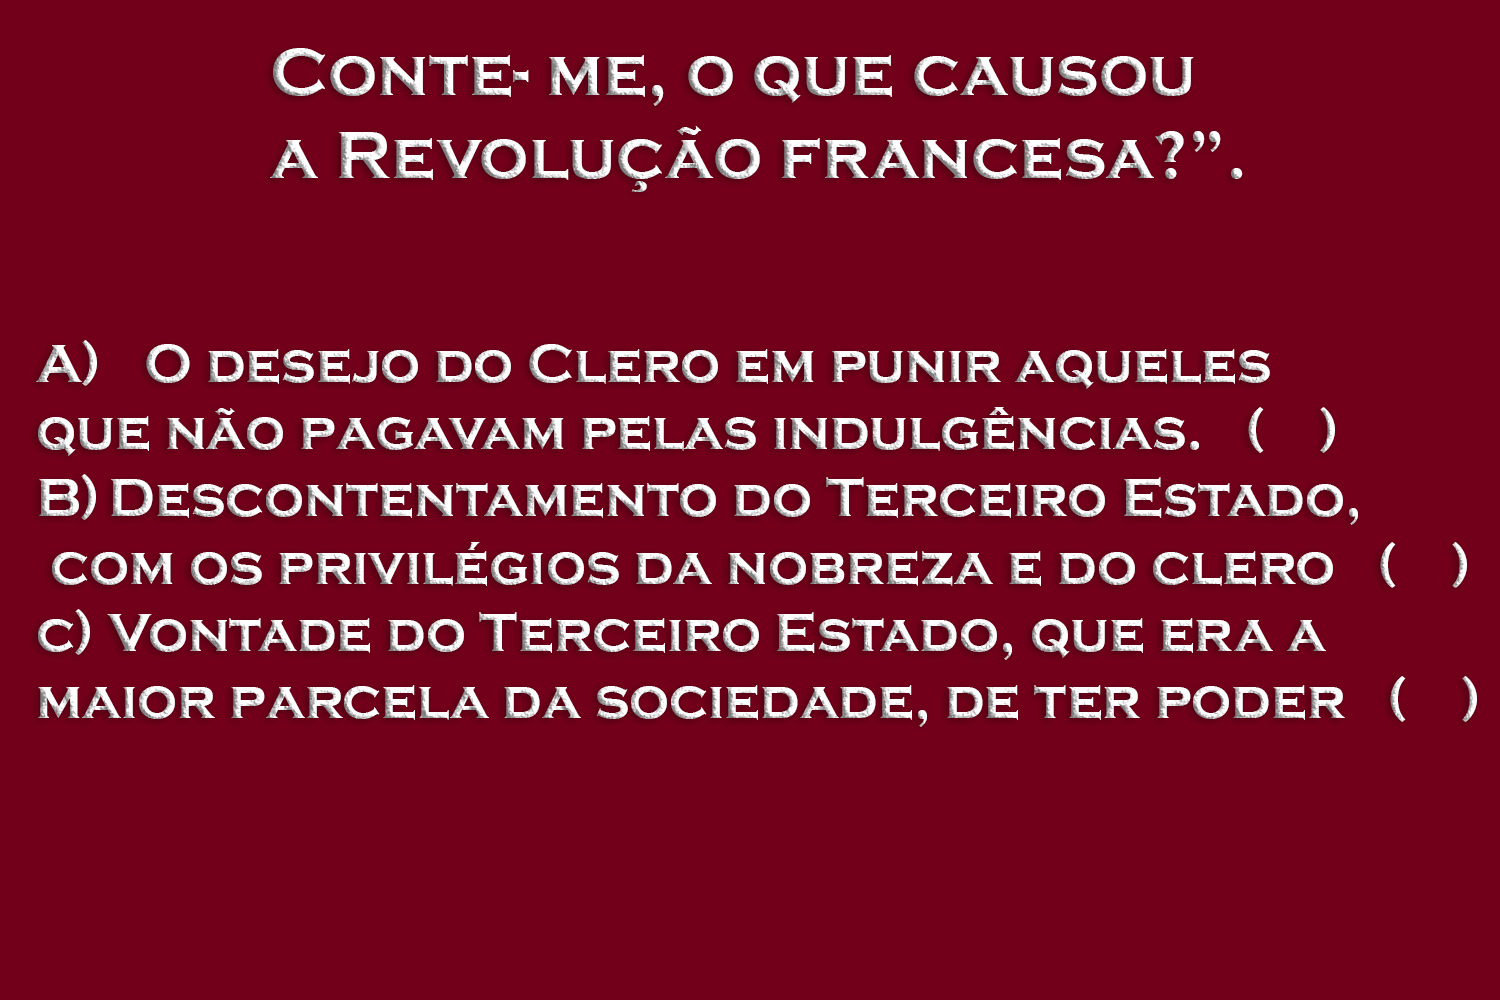 Conte- me, o que causou
a Revolução francesa?”.
A) O desejo do Clero em punir aqueles
que não pagavam pelas indulgências. ( )
B) Descontentamento do Terceiro Estado,
com os privilégios da nobreza e do clero ( )
c) Vontade do Terceiro Estado, que era a
maior parcela da sociedade, de ter poder ( )